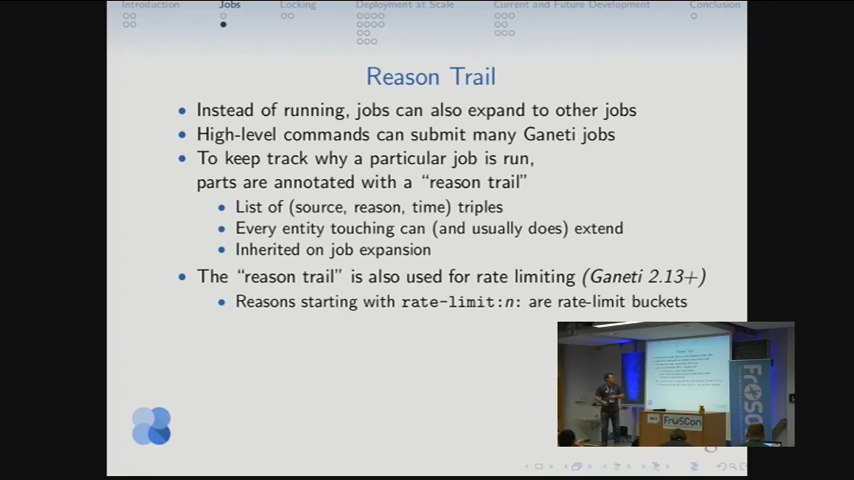 Introduction Jobs Locking Deployment at Scale Current and Future Development Conclusion
Reason Trail
• Instead of running, jobs can also expand to other jobs
• High-level commands can submit many Ganeti jobs
• To keep track why a particular job is run,
parts are annotated with a “reason trail”
• List of (source, reason, time) triples
• Every entity touching can (and usually does) extend
• Inherited on job expansion
• The “reason trail” is also used for rate limiting (Ganeti 2.13+)
• Reasons starting with rate-limit:n: are rate-limit buckets
Reason Trail
FrOSCon
FrOSC